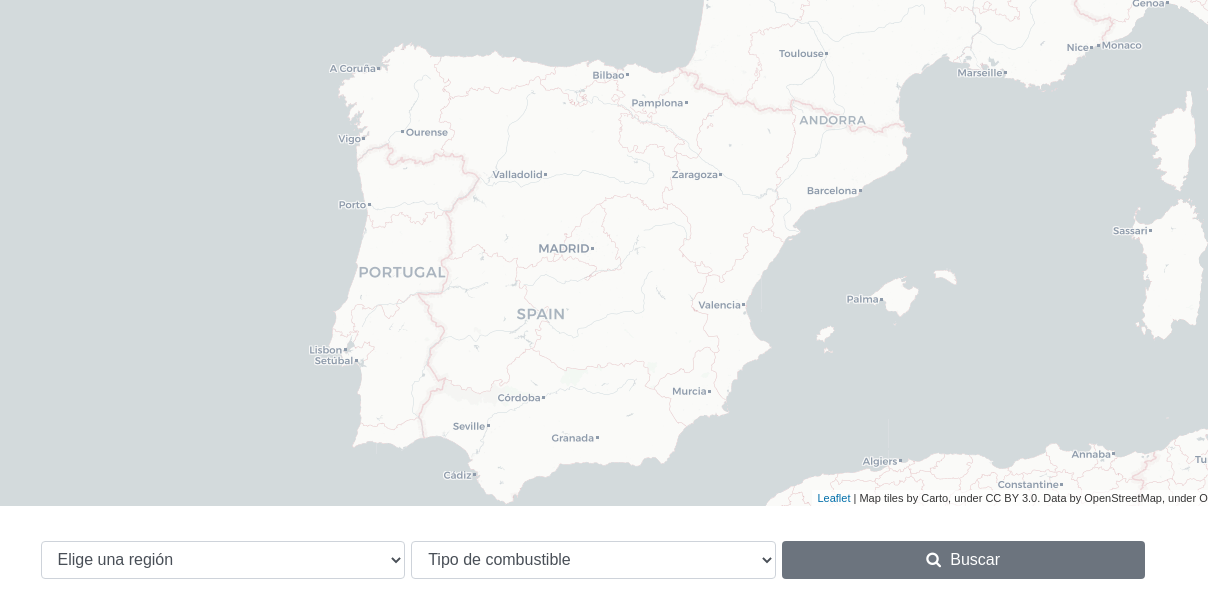 Genoa
Toulouse
Nice
Monaco
Marseille
A Coruña
Bilbao
Pamplona
ANDORRA
Ourense
Vigo
Valladolid
Zaragoza
Barcelona
Porto
Sassari
MADRID
PORTUGAL
Palma
Valencia
SPAIN
Lisbon
Setúbal
Murcia
Córdoba
Seville
Granada
Cádiz
Algiers
Annaba
Tu
Constantine
Leaflet | Map tiles by Carto, under CC BY 3.0. Data by OpenStreetMap, under O
Elige una región
Tipo de combustible
Buscar